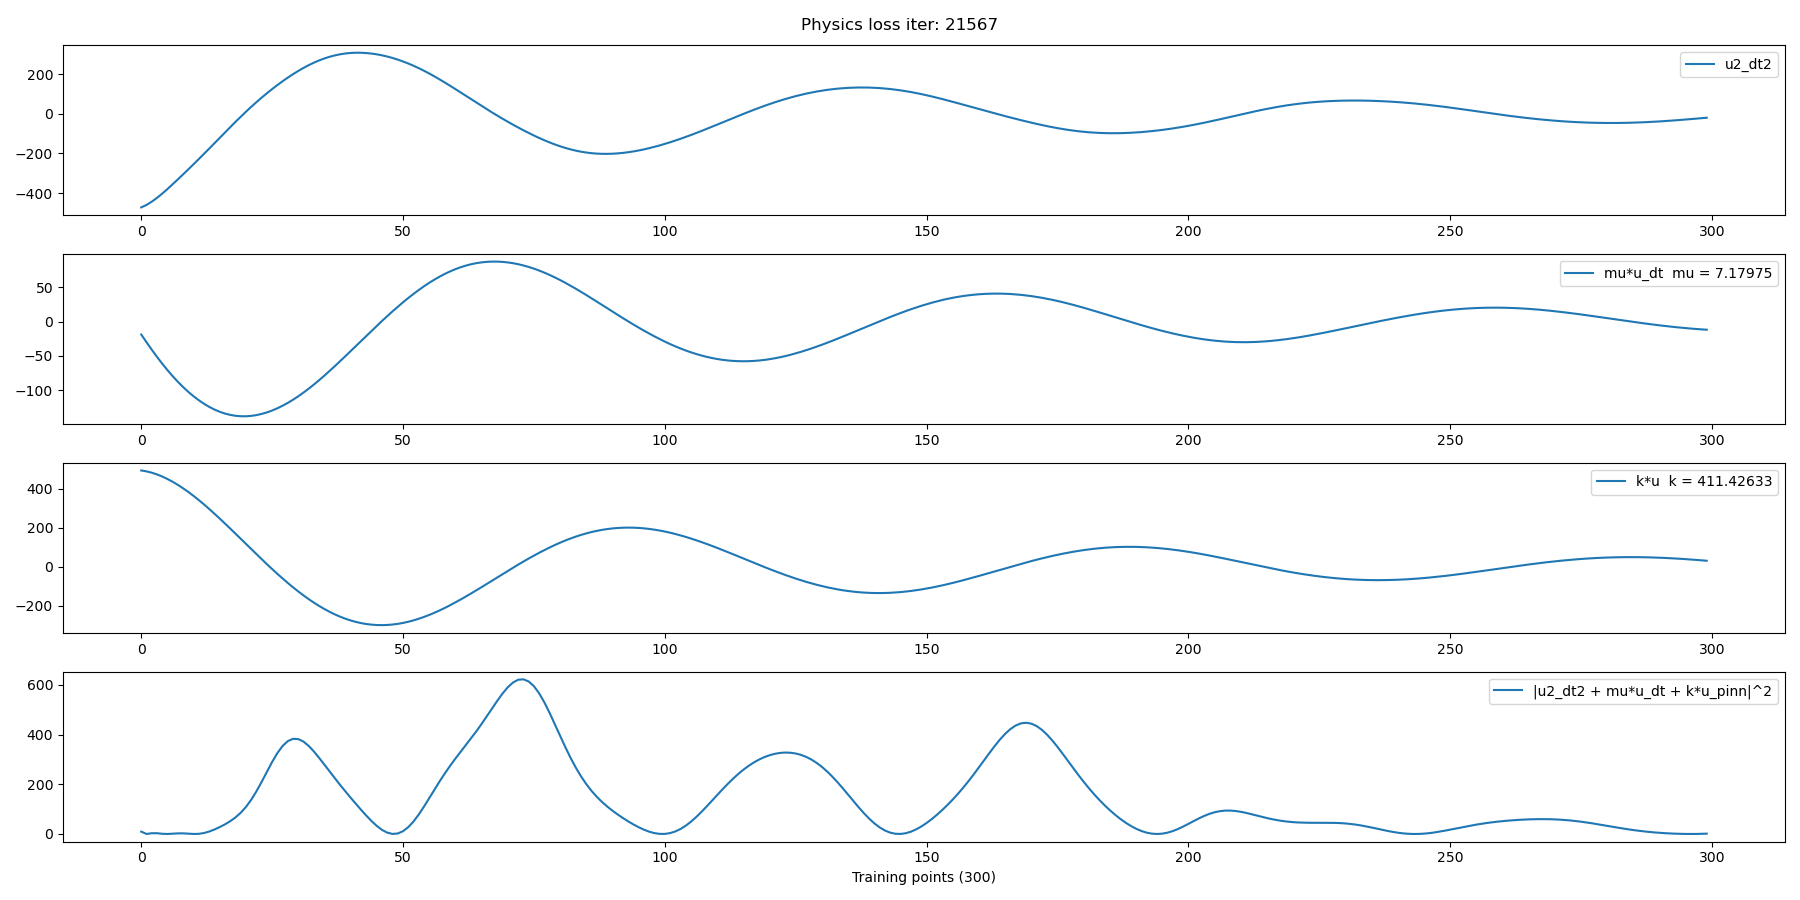 Physics loss iter: 21567
u2_dt2
200
0
−200
−400
0 50 100 150 200 250 300
mu*u_dt  mu = 7.17975
50
0
−50
−100
0 50 100 150 200 250 300
k*u  k = 411.42633
400
200
0
−200
0 50 100 150 200 250 300
|u2_dt2 + mu*u_dt + k*u_pinn|^2
600
400
200
0
0 50 100 150 200 250 300
Training points (300)